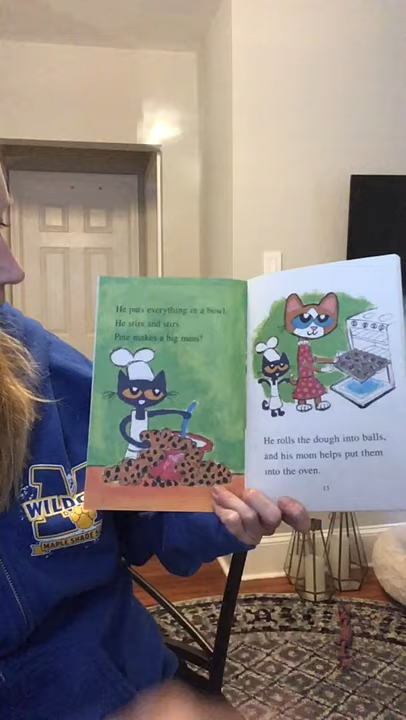 He puts everything in a bowl.
He stirs and stirs.
Pete makes a big mess!
He rolls the dough into balls,
and his mom helps put them
into the oven.
15
WILDC
MAPLE SHADE